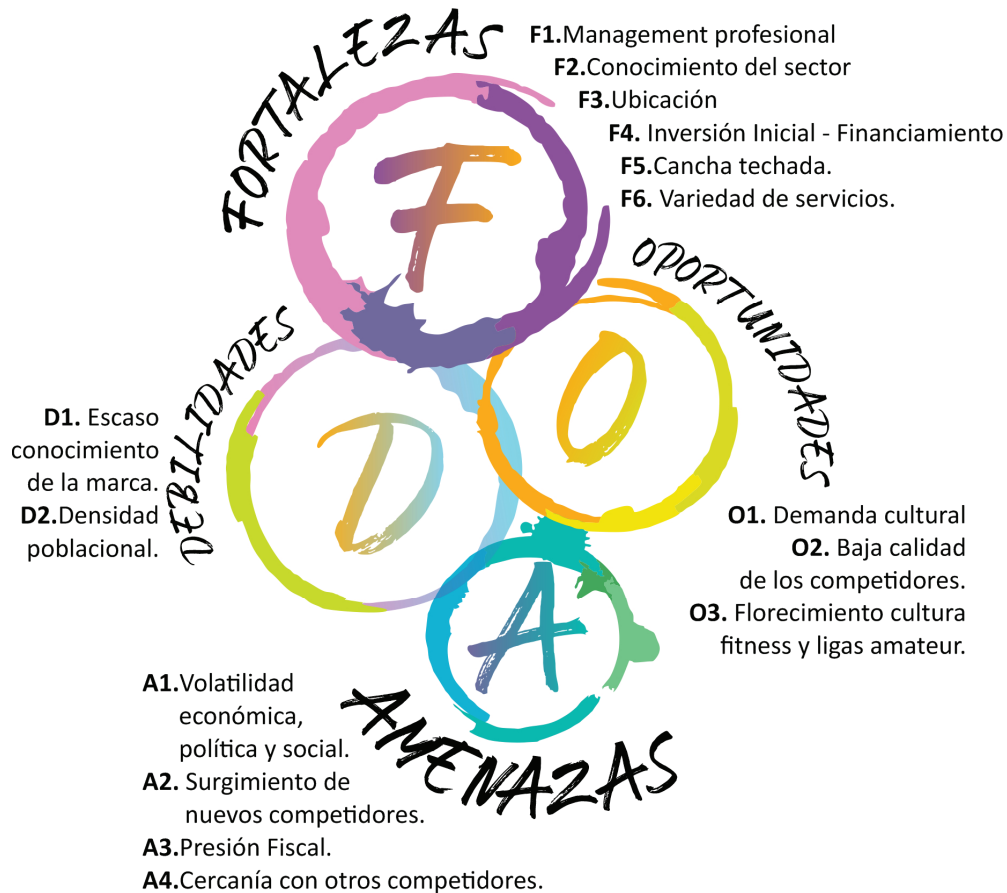 FORTALEZAS
F
F1.Management profesional
F2.Conocimiento del sector
F3.Ubicación
F4. Inversión Inicial - Financiamiento
F5.Cancha techada.
F6. Variedad de servicios.
OPORTUNIDADES
O
O1. Demanda cultural
O2. Baja calidad
de los competidores.
O3. Florecimiento cultura
fitness y ligas amateur.
DEBILIDADES
D
D1. Escaso
conocimiento
de la marca.
D2.Densidad
poblacional.
AMENAZAS
A
A1.Volatilidad
económica,
política y social.
A2. Surgimiento de
nuevos competidores.
A3.Presión Fiscal.
A4.Cercanía con otros competidores.